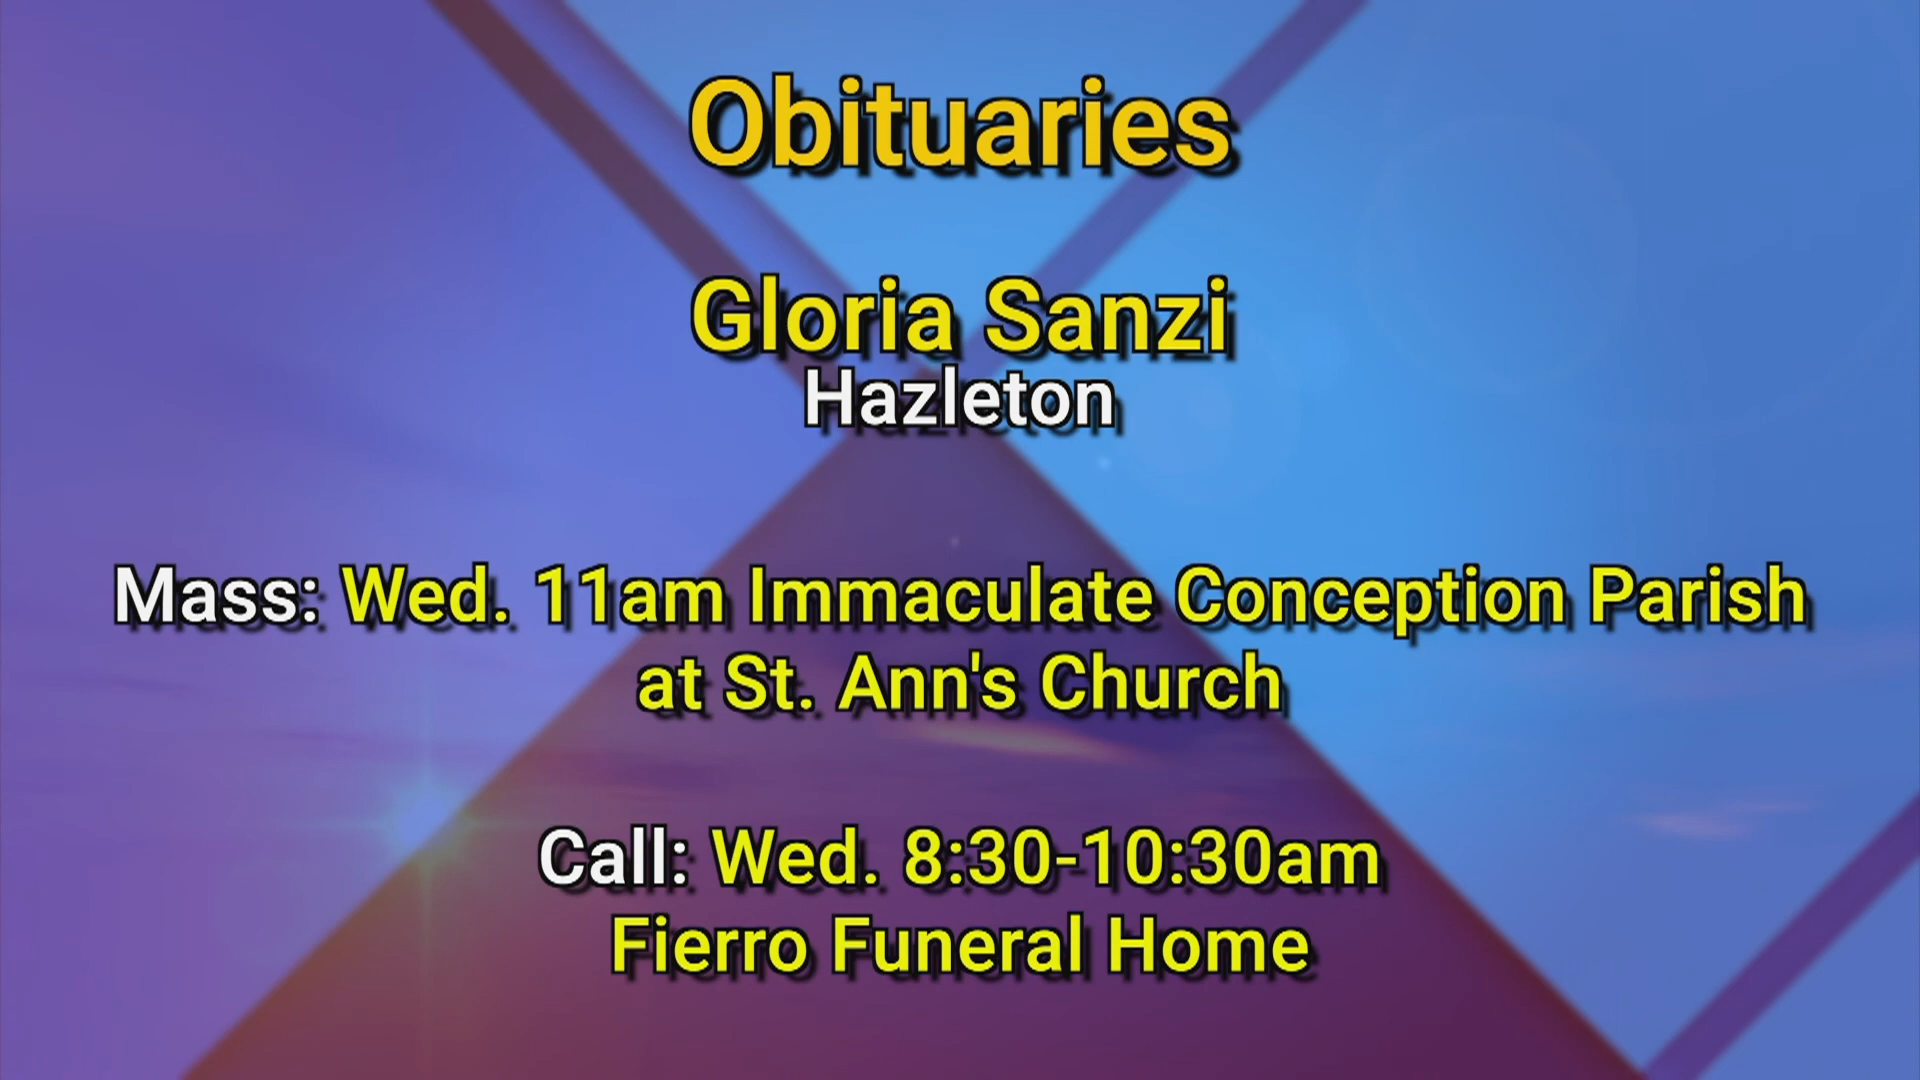 Obituaries
Gloria Sanzi
Hazleton
Mass: Wed. 11am Immaculate Conception Parish
at St. Ann's Church
Call: Wed. 8:30-10:30am
Fierro Funeral Home